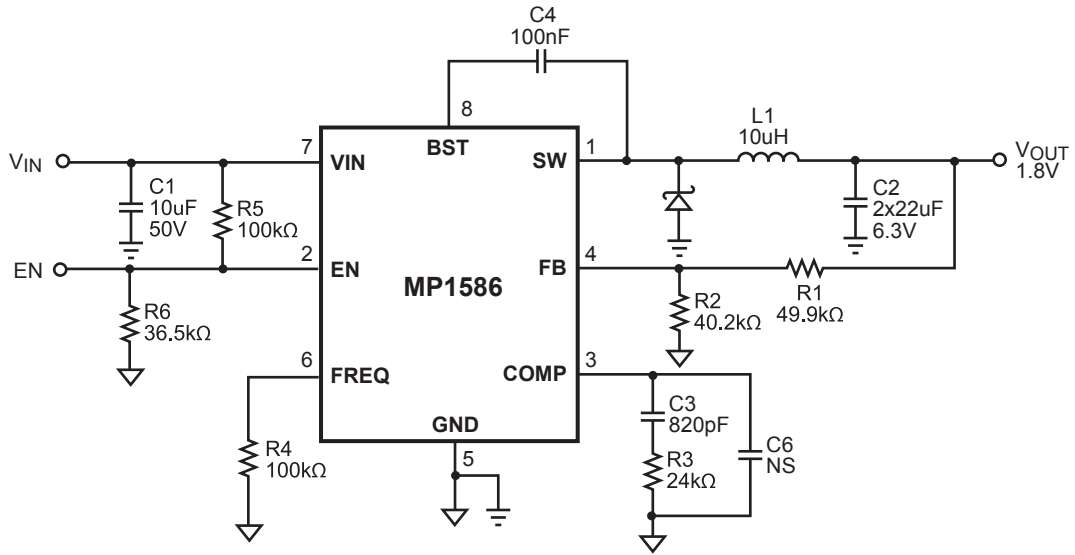 C4
100nF
8
BST
7
VIN
SW
1
L1
10uH
V_IN
V_OUT
1.8V
C1
10uF
50V
R5
100kΩ
C2
2x22uF
6.3V
EN
2
EN
MP1586
FB
4
R1
49.9kΩ
R6
36.5kΩ
R2
40.2kΩ
6
FREQ
COMP
3
GND
5
R4
100kΩ
C3
820pF
R3
24kΩ
C6
NS